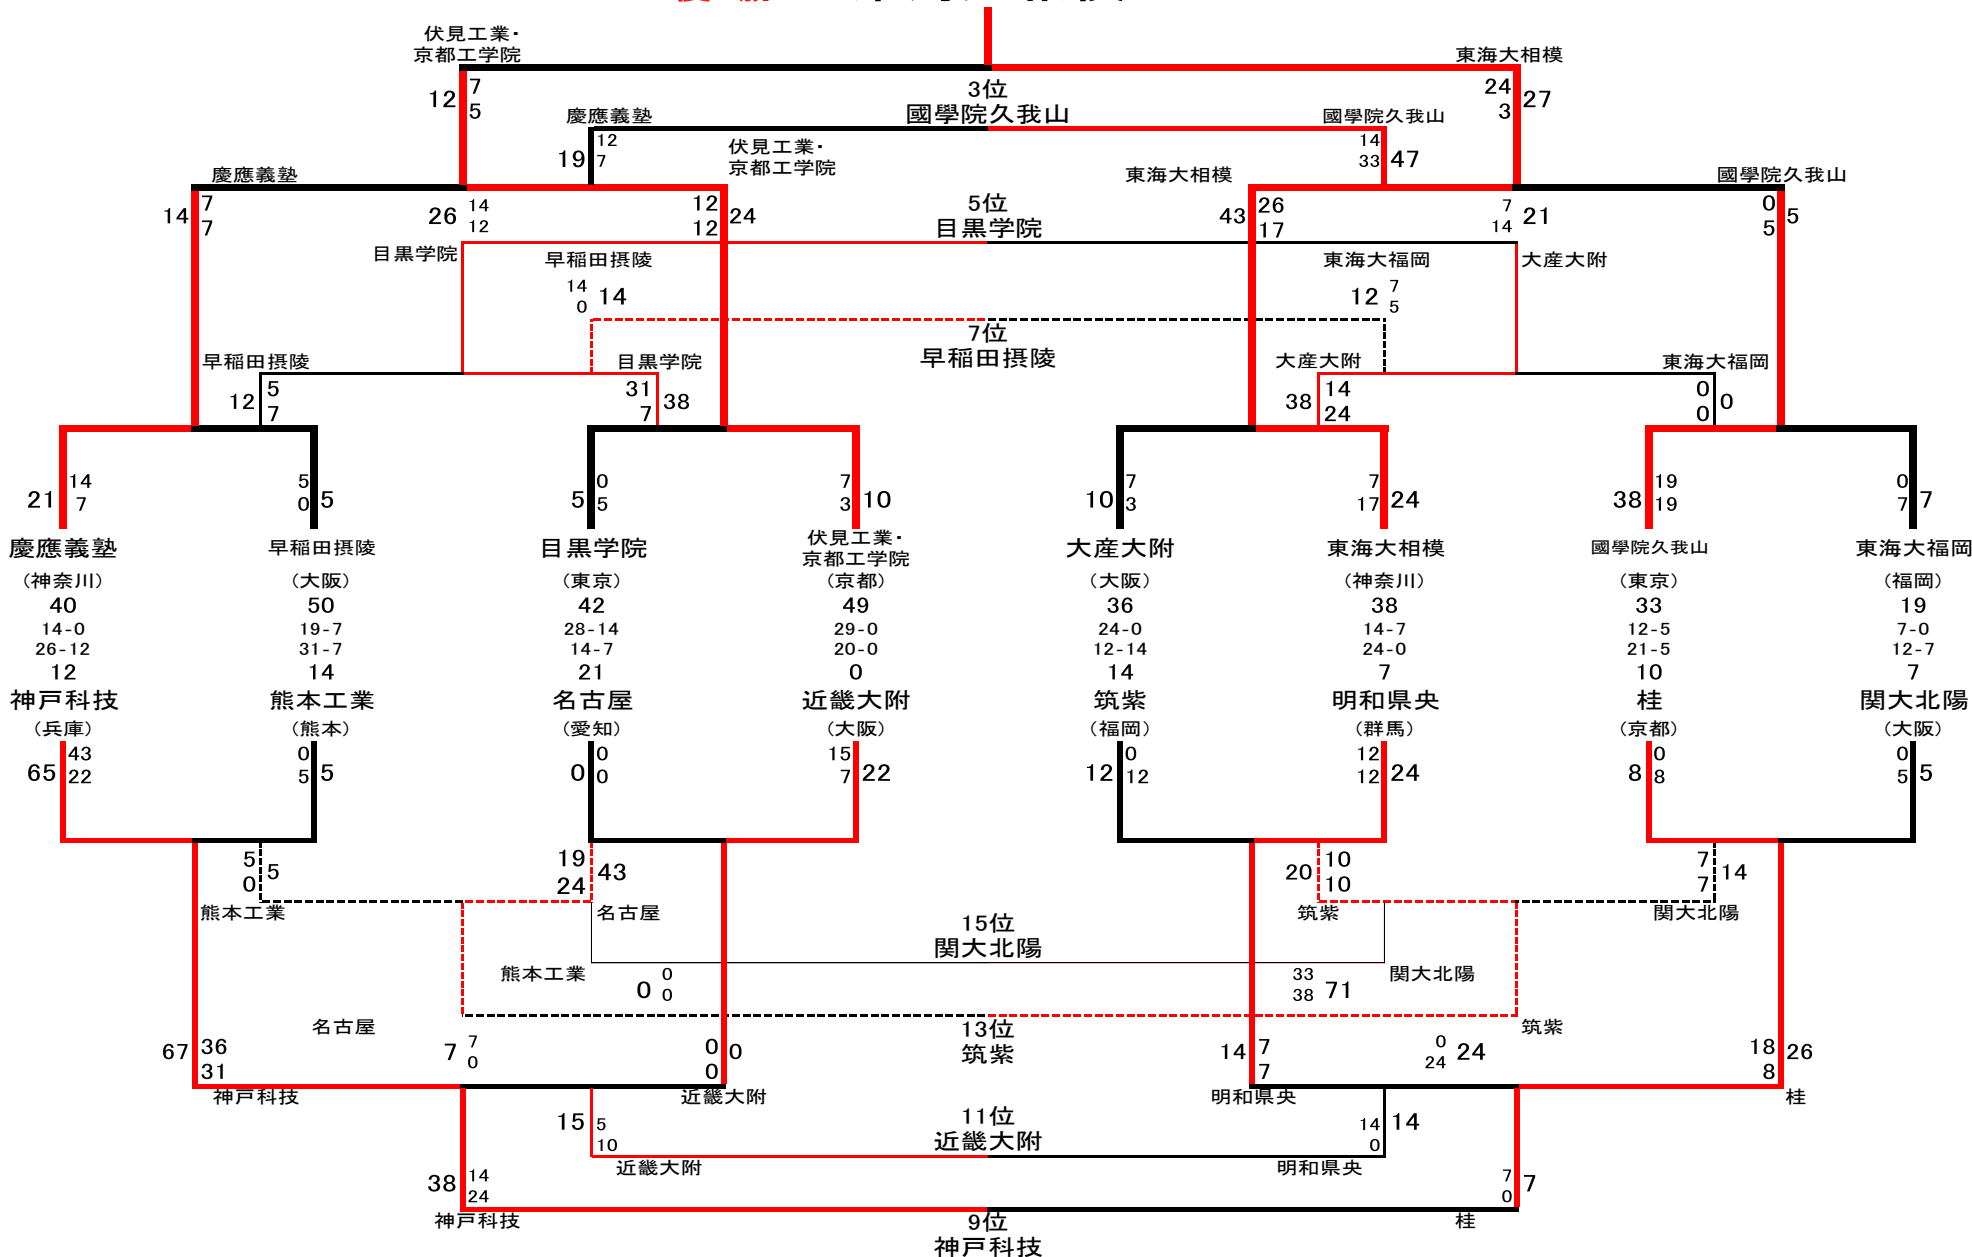 伏見工業・
京都工学院
東海大相模
12 7 5
24 3 27
3位
國學院久我山
慶應義塾
國學院久我山
19 12 7
伏見工業・
京都工学院
14 33 47
慶應義塾
東海大相模
國學院久我山
14 7 7
26 14 12
12 12 24
5位
目黒学院
43 26 17
7 14 21
0 5 5
目黒学院
早稲田摂陵
東海大福岡
大産大附
14 0 14
12 7 5
7位
早稲田摂陵
早稲田摂陵
目黒学院
大産大附
東海大福岡
12 5 7
31 7 38
38 14 24
0 0 0
21 14 7
5 0 5
5 0 5
7 3 10
10 7 3
7 17 24
38 19 19
0 7 7
慶應義塾
早稲田摂陵
目黒学院
伏見工業・
京都工学院
大産大附
東海大相模
國學院久我山
東海大福岡
(神奈川) (大阪) (東京) (京都) (大阪) (神奈川) (東京) (福岡)
40 50 42 49 36 38 33 19
14-0 19-7 28-14 29-0 24-0 14-7 12-5 7-0
26-12 31-7 14-7 20-0 12-14 24-0 21-5 12-7
12 14 21 0 14 7 10 7
神戸科技 熊本工業 名古屋 近畿大附 筑紫 明和県央 桂 関大北陽
(兵庫) (熊本) (愛知) (大阪) (福岡) (群馬) (京都) (大阪)
65 43 22
0 5 5
0 0 0
15 7 22
12 0 12
12 12 24
8 0 8
0 5 5
5 0 5
19 24 43
20 10 10
7 7 14
熊本工業
名古屋
筑紫
関大北陽
15位
関大北陽
熊本工業
0 0 0
33 38 71
関大北陽
名古屋
13位
筑紫
筑紫
67 36 31
7 7 0
0 0 0
14 7 7
0 24 24
18 8 26
神戸科技
近畿大附
明和県央
桂
15 5 10
11位
近畿大附
14 0 14
近畿大附
明和県央
38 14 24
7 0 7
神戸科技
9位
神戸科技
桂